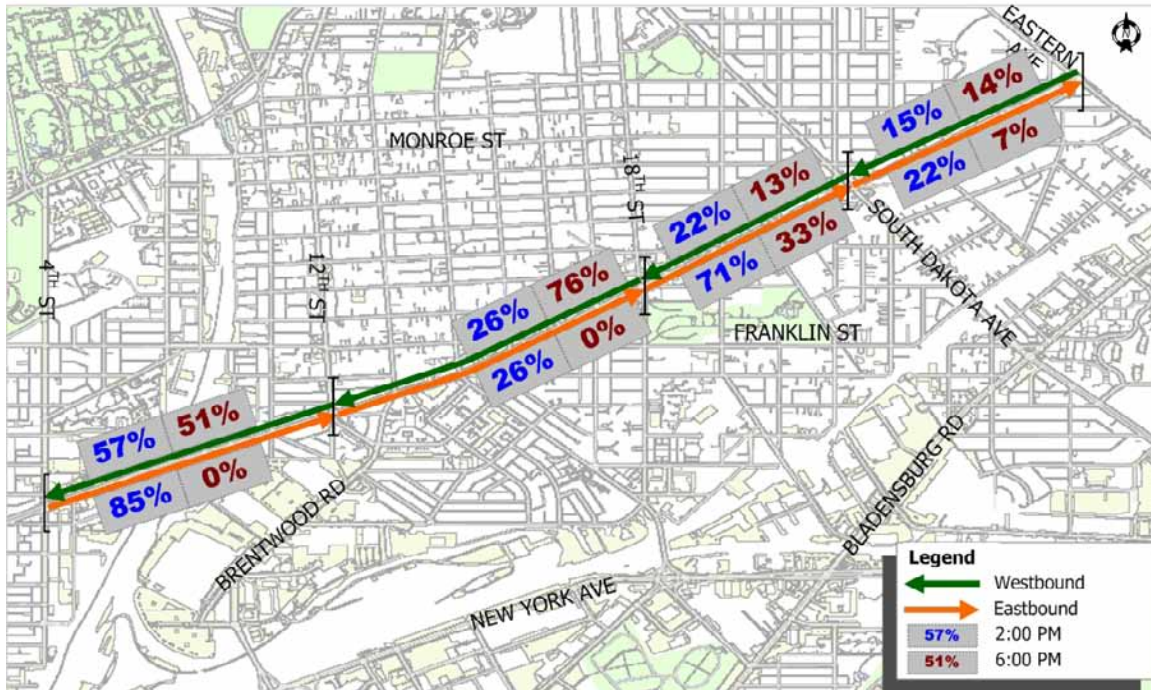 EASTERN
AVE
N
14%
15%
7%
22%
MONROE ST
18TH ST
13%
22%
33%
71%
SOUTH DAKOTA AVE
4TH ST
12TH ST
76%
26%
0%
26%
FRANKLIN ST
51%
57%
0%
85%
BRENTWOOD RD
BLADENSBURG RD
NEW YORK AVE
Legend
Westbound
Eastbound
57% 2:00 PM
51% 6:00 PM